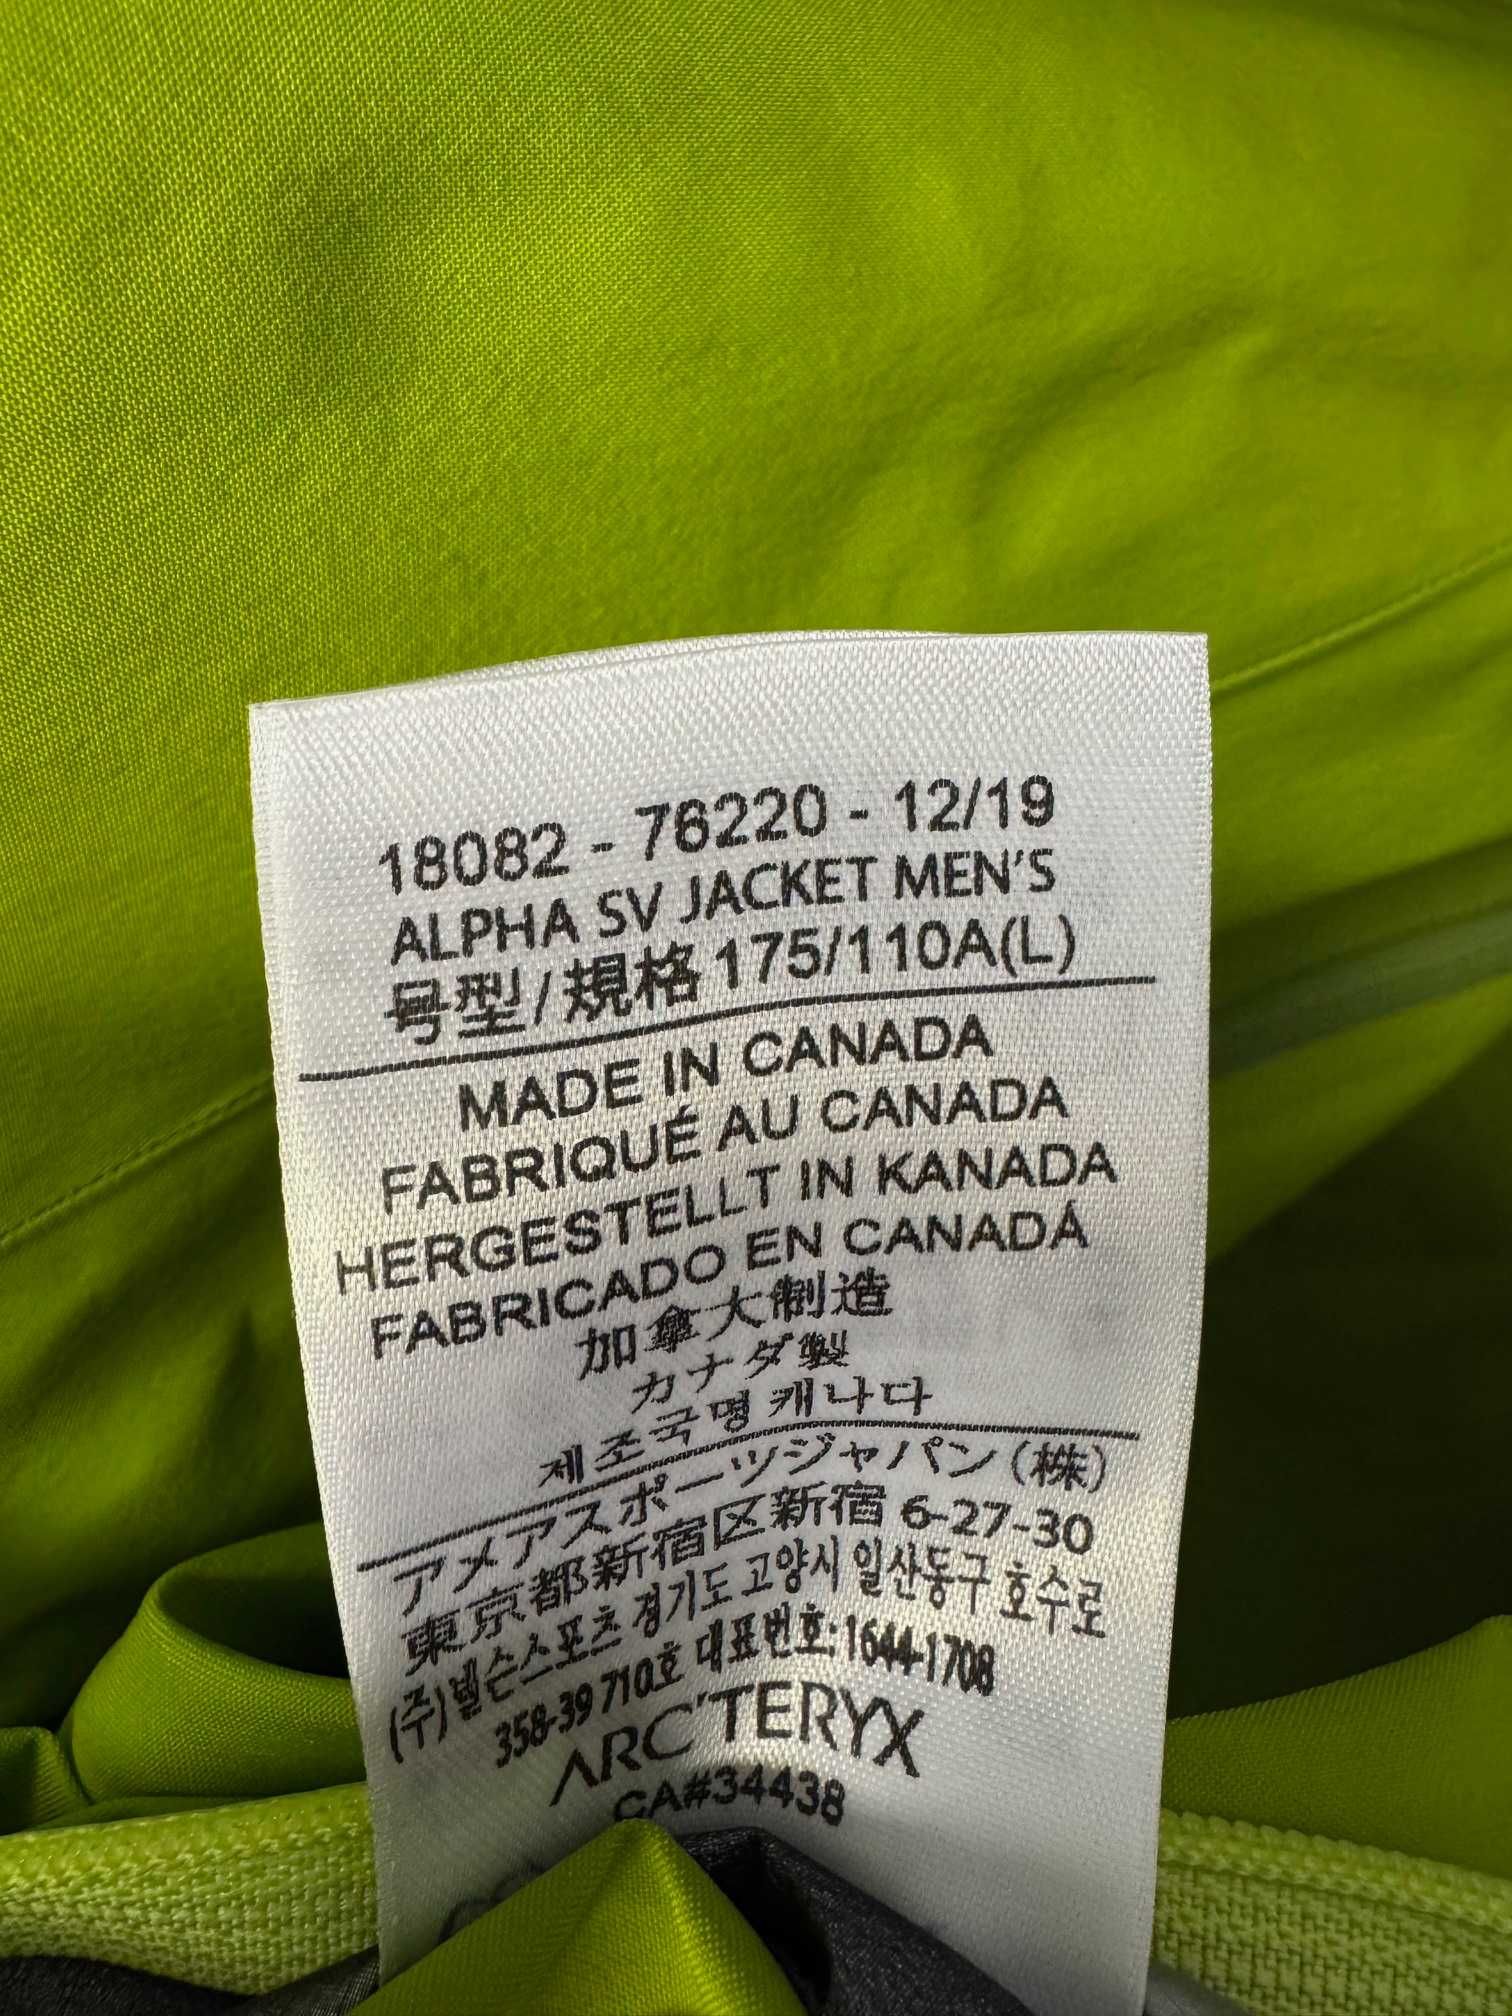 18082 - 76220 - 12/19
ALPHA SV JACKET MEN'S
号型/規格 175/110A(L)
MADE IN CANADA
FABRIQUÉ AU CANADA
HERGESTELLT IN KANADA
FABRICADO EN CANADÁ
加拿大制造
カナダ製
제조국명 캐나다
アメアスポーツジャパン(株)
東京都新宿区新宿 6-27-30
(주)넬슨스포츠 경기도 고양시 일산동구 호수로
358-39 710호 대표번호:1644-1708
ARC'TERYX
CA#34438